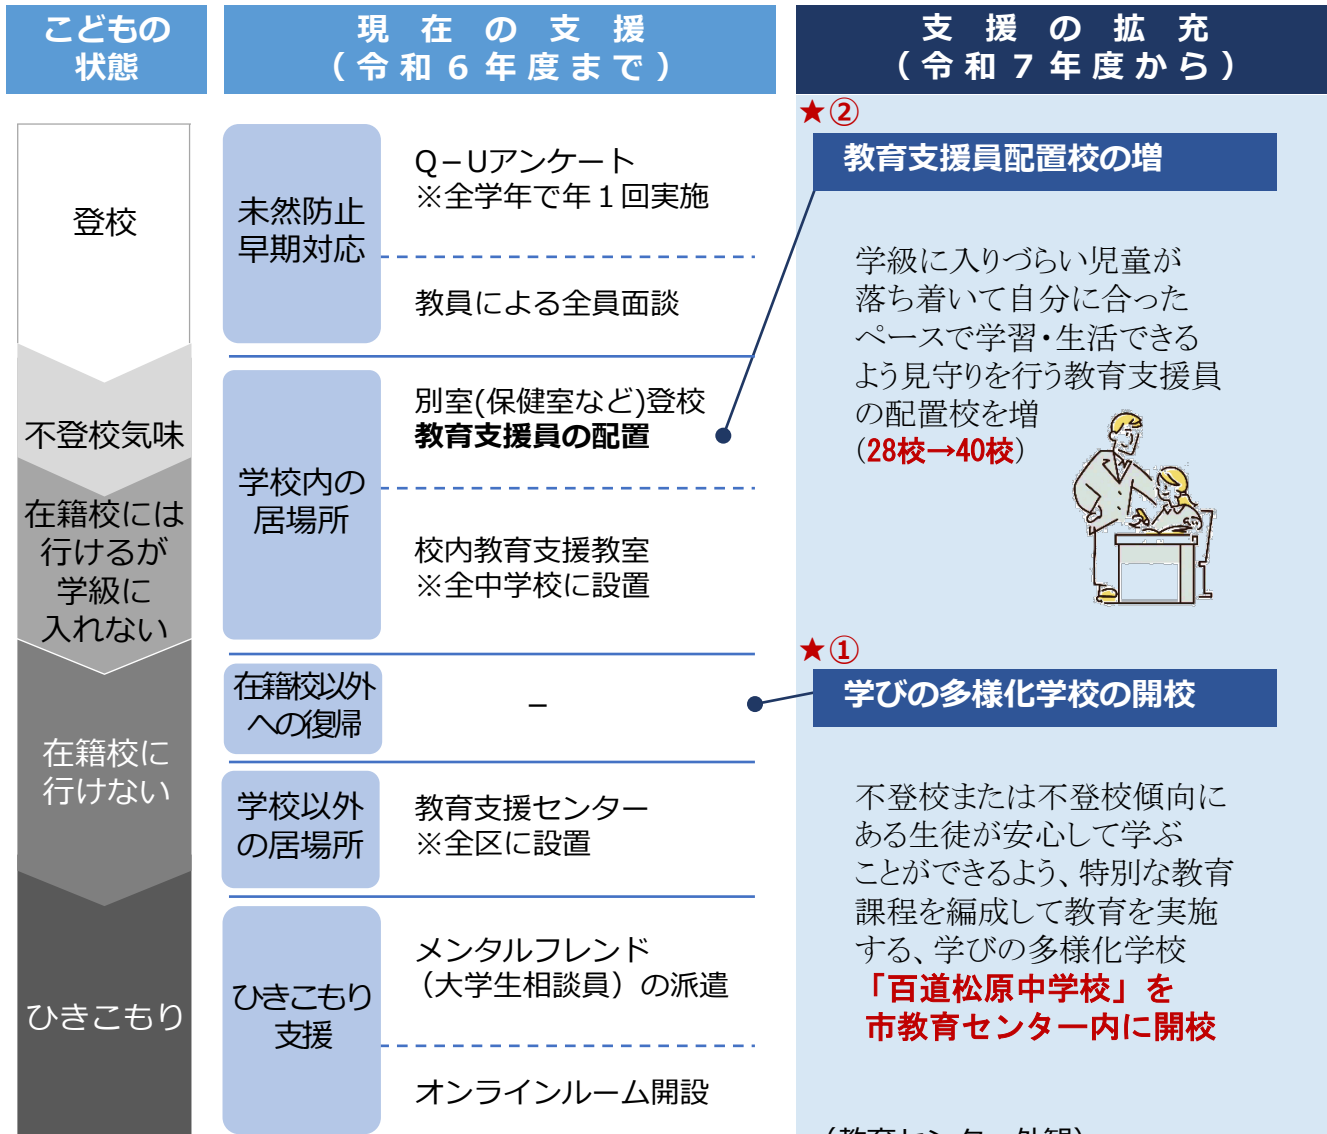 こどもの
状態
現在の支援
（令和６年度まで）
支援の拡充
（令和７年度から）
登校
不登校気味
在籍校には
行けるが
学級に
入れない
在籍校に
行けない
ひきこもり
未然防止
早期対応
Ｑ－Ｕアンケート
※全学年で年１回実施
教員による全員面談
学校内の
居場所
別室(保健室など)登校
教育支援員の配置
校内教育支援教室
※全中学校に設置
在籍校以外
への復帰
－
学校以外
の居場所
教育支援センター
※全区に設置
ひきこもり
支援
メンタルフレンド
（大学生相談員）の派遣
オンラインルーム開設
★②
教育支援員配置校の増
学級に入りづらい児童が
落ち着いて自分に合った
ペースで学習・生活できる
よう見守りを行う教育支援員
の配置校を増
（28校→40校）
★①
学びの多様化学校の開校
不登校または不登校傾向に
ある生徒が安心して学ぶ
ことができるよう、特別な教育
課程を編成して教育を実施
する、学びの多様化学校
「百道松原中学校」を
市教育センター内に開校